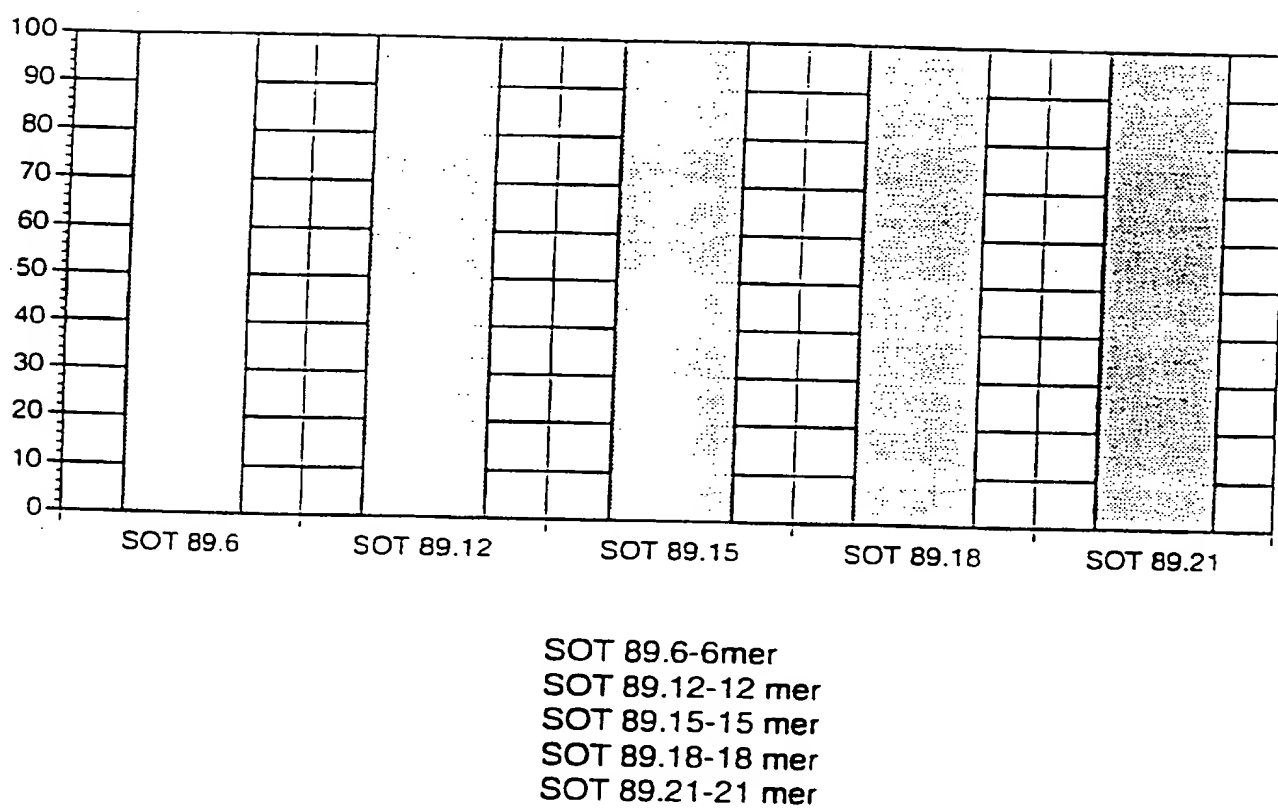 100
90
80
70
60
50
40
30
20
10
0
SOT 89.6 SOT 89.12 SOT 89.15 SOT 89.18 SOT 89.21
SOT 89.6-6mer
SOT 89.12-12 mer
SOT 89.15-15 mer
SOT 89.18-18 mer
SOT 89.21-21 mer